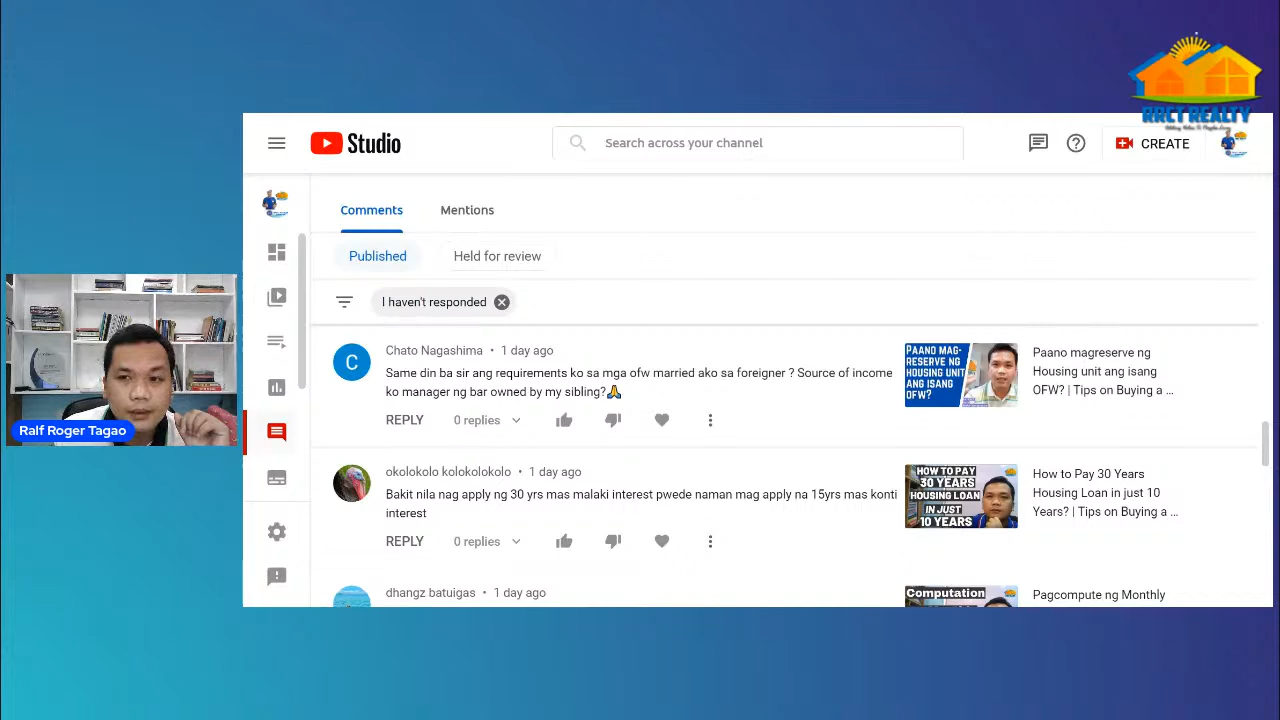 RRCT REALTY
Studio
Search across your channel
CREATE
Comments
Mentions
Published
Held for review
I haven't responded
C
Chato Nagashima • 1 day ago
Same din ba sir ang requirements ko sa mga ofw married ako sa foreigner ? Source of income
ko manager ng bar owned by my sibling?🙏
REPLY
0 replies
PAANO MAG-
RESERVE NG
HOUSING UNIT
ANG ISANG
OFW?
Paano magreserve ng
Housing unit ang isang
OFW? | Tips on Buying a ...
Ralf Roger Tagao
okolokolo kolokolokolo • 1 day ago
Bakit nila nag apply ng 30 yrs mas malaki interest pwede naman mag apply na 15yrs mas konti
interest
REPLY
0 replies
HOW TO PAY
30 YEARS
HOUSING LOAN
IN JUST
10 YEARS
How to Pay 30 Years
Housing Loan in just 10
Years? | Tips on Buying a ...
dhangz batuigas • 1 day ago
Computation
Pagcompute ng Monthly